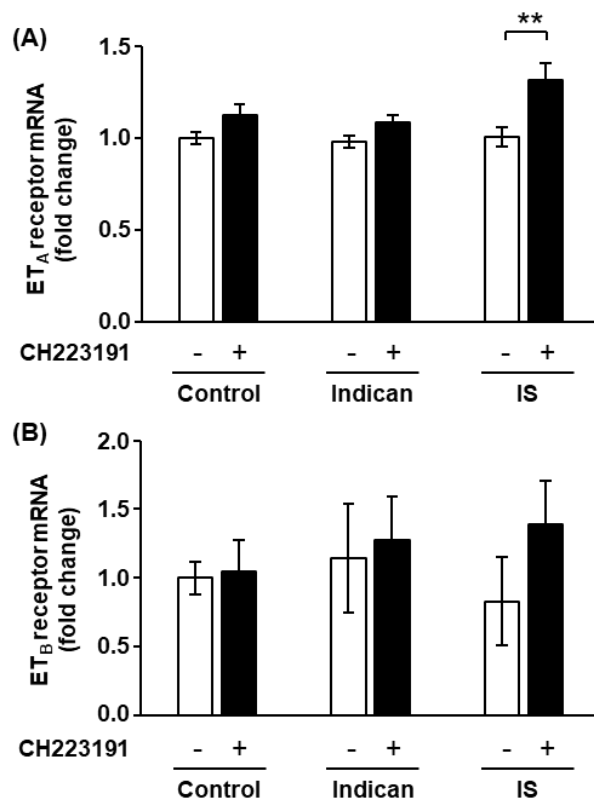 (A)
**
ETA receptor mRNA
(fold change)
1.5
1.0
0.5
0.0
CH223191 - + - + - +
Control Indican IS
(B)
ETB receptor mRNA
(fold change)
2.0
1.5
1.0
0.5
0.0
CH223191 - + - + - +
Control Indican IS